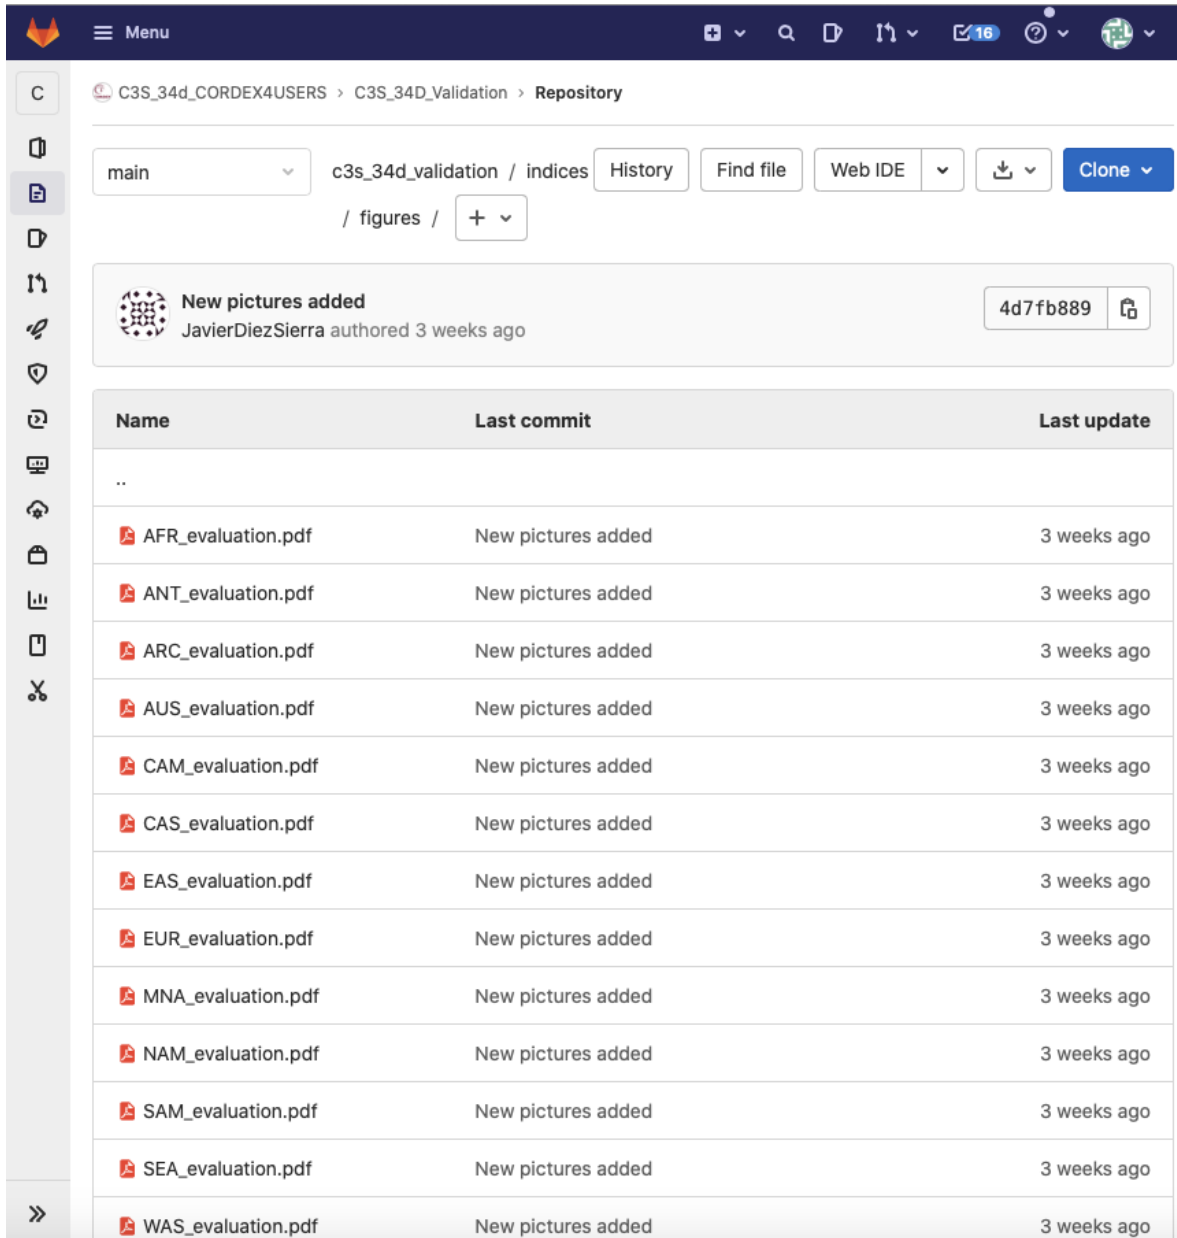 Menu
16
C
C3S_34d_CORDEX4USERS › C3S_34D_Validation › Repository
main
c3s_34d_validation / indices
/ figures / +
History
Find file
Web IDE
Clone
New pictures added
JavierDiezSierra authored 3 weeks ago
4d7fb889
Name Last commit Last update
..
AFR_evaluation.pdf New pictures added 3 weeks ago
ANT_evaluation.pdf New pictures added 3 weeks ago
ARC_evaluation.pdf New pictures added 3 weeks ago
AUS_evaluation.pdf New pictures added 3 weeks ago
CAM_evaluation.pdf New pictures added 3 weeks ago
CAS_evaluation.pdf New pictures added 3 weeks ago
EAS_evaluation.pdf New pictures added 3 weeks ago
EUR_evaluation.pdf New pictures added 3 weeks ago
MNA_evaluation.pdf New pictures added 3 weeks ago
NAM_evaluation.pdf New pictures added 3 weeks ago
SAM_evaluation.pdf New pictures added 3 weeks ago
SEA_evaluation.pdf New pictures added 3 weeks ago
WAS_evaluation.pdf New pictures added 3 weeks ago